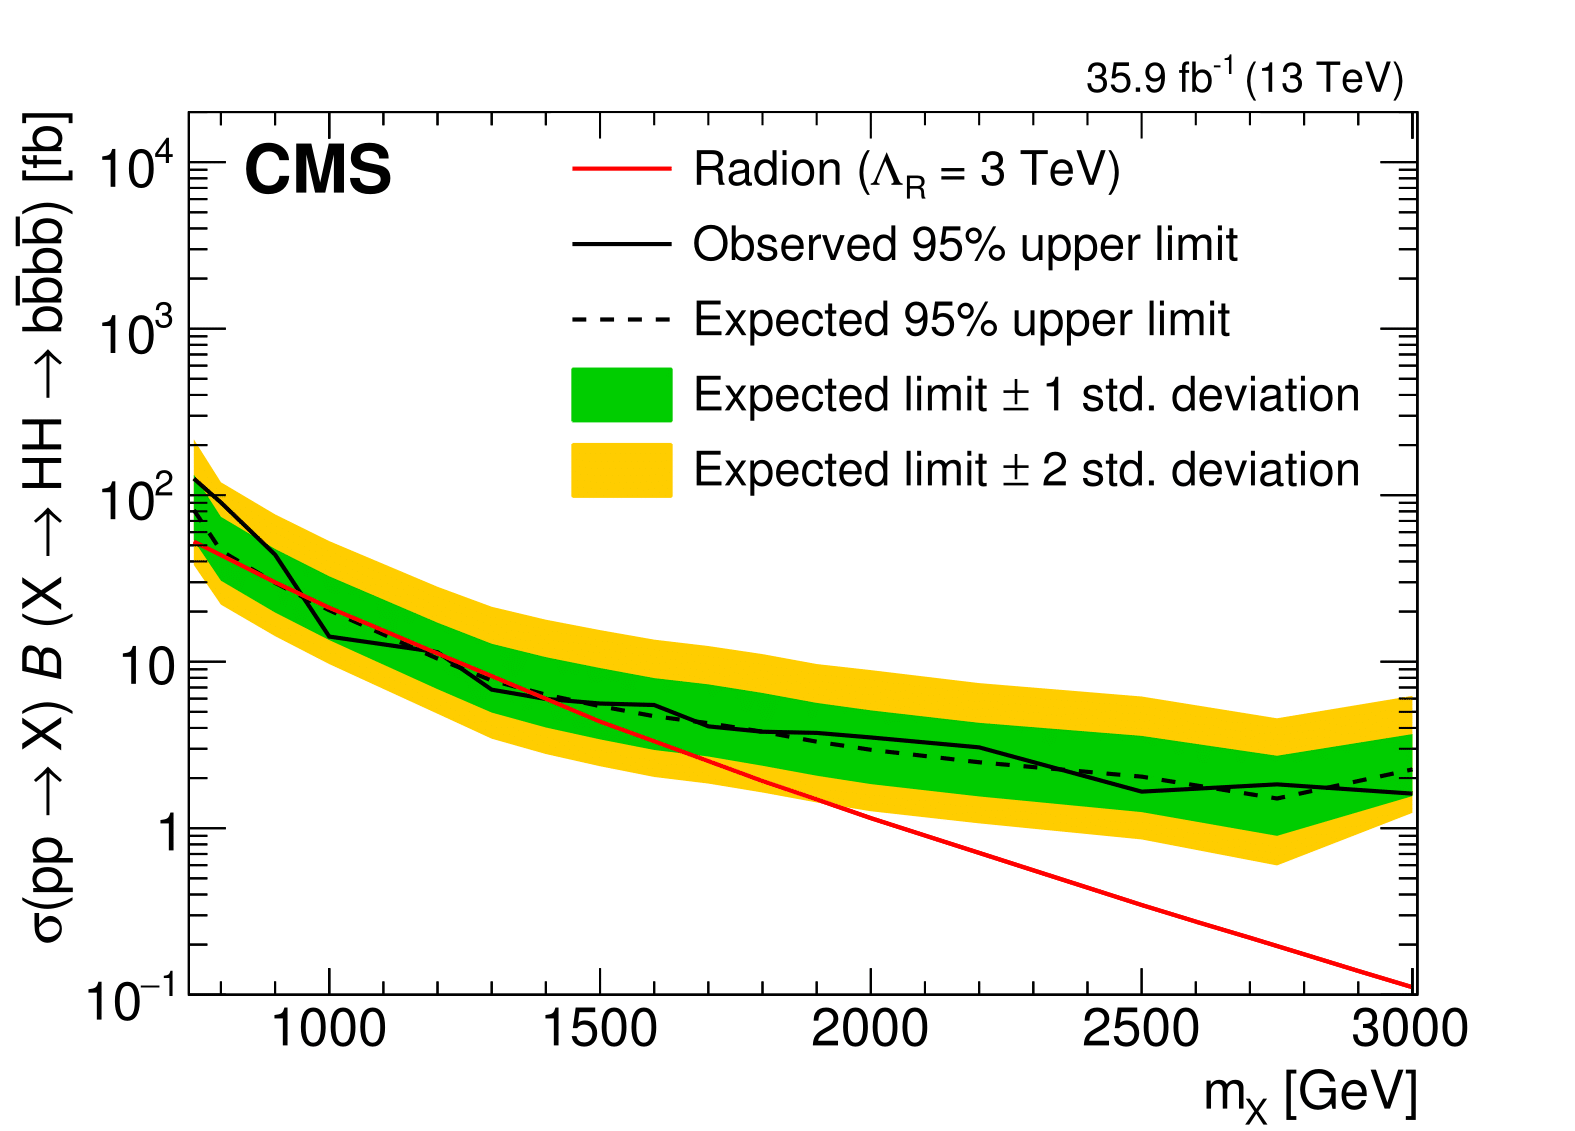 35.9 fb⁻¹ (13 TeV)
CMS
Radion (Λ_R = 3 TeV)
Observed 95% upper limit
Expected 95% upper limit
Expected limit ± 1 std. deviation
Expected limit ± 2 std. deviation
σ(pp → X) B (X → HH → bb̅bb̅) [fb]
10⁴
10³
10²
10
1
10⁻¹
1000 1500 2000 2500 3000
m_X [GeV]